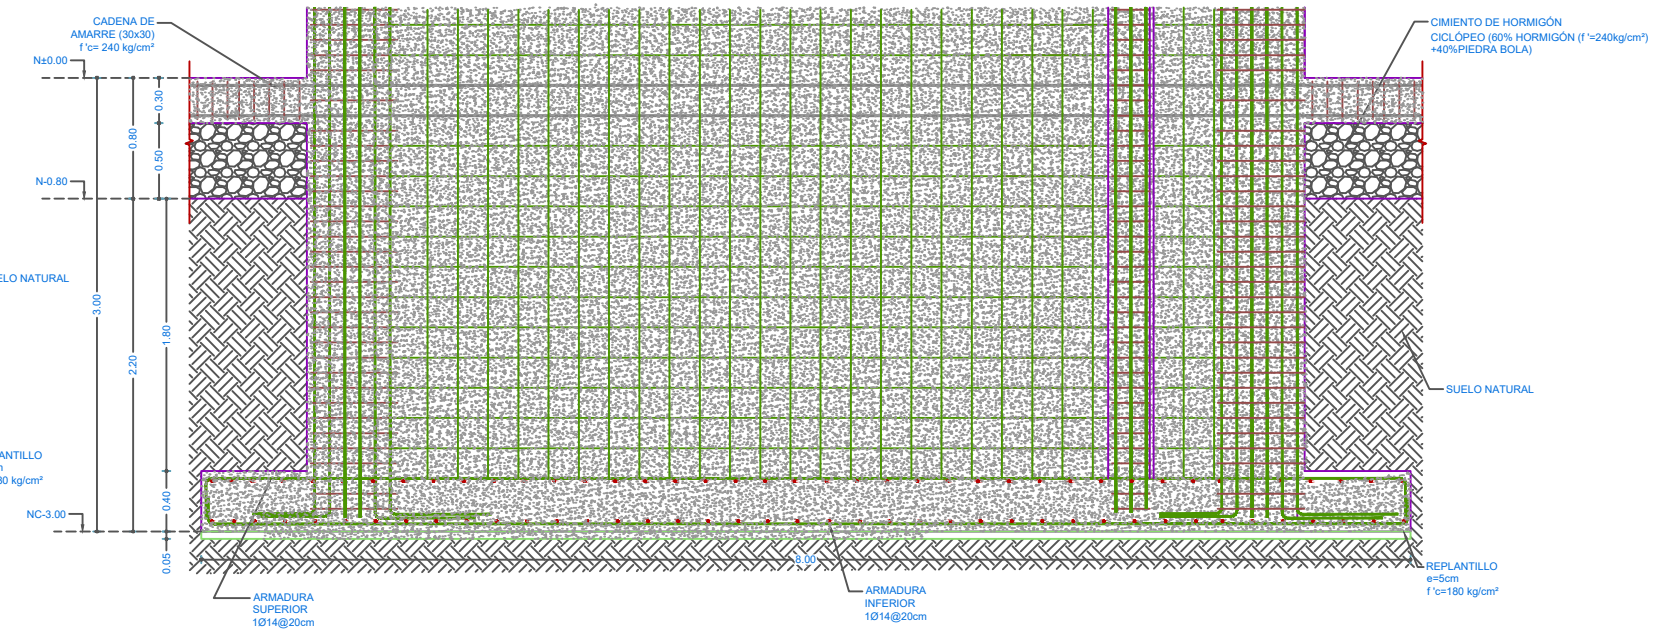 CADENA DE
AMARRE (30x30)
f 'c= 240 kg/cm²
N±0.00
CIMIENTO DE HORMIGÓN
CICLÓPEO (60% HORMIGÓN (f '=240kg/cm²)
+40%PIEDRA BOLA)
0.30
0.80
0.50
N-0.80
ELO NATURAL
3.00
1.80
2.20
SUELO NATURAL
ANTILLO
80 kg/cm²
0.40
NC-3.00
0.05
8.00
REPLANTILLO
e=5cm
f 'c=180 kg/cm²
ARMADURA
SUPERIOR
1Ø14@20cm
ARMADURA
INFERIOR
1Ø14@20cm